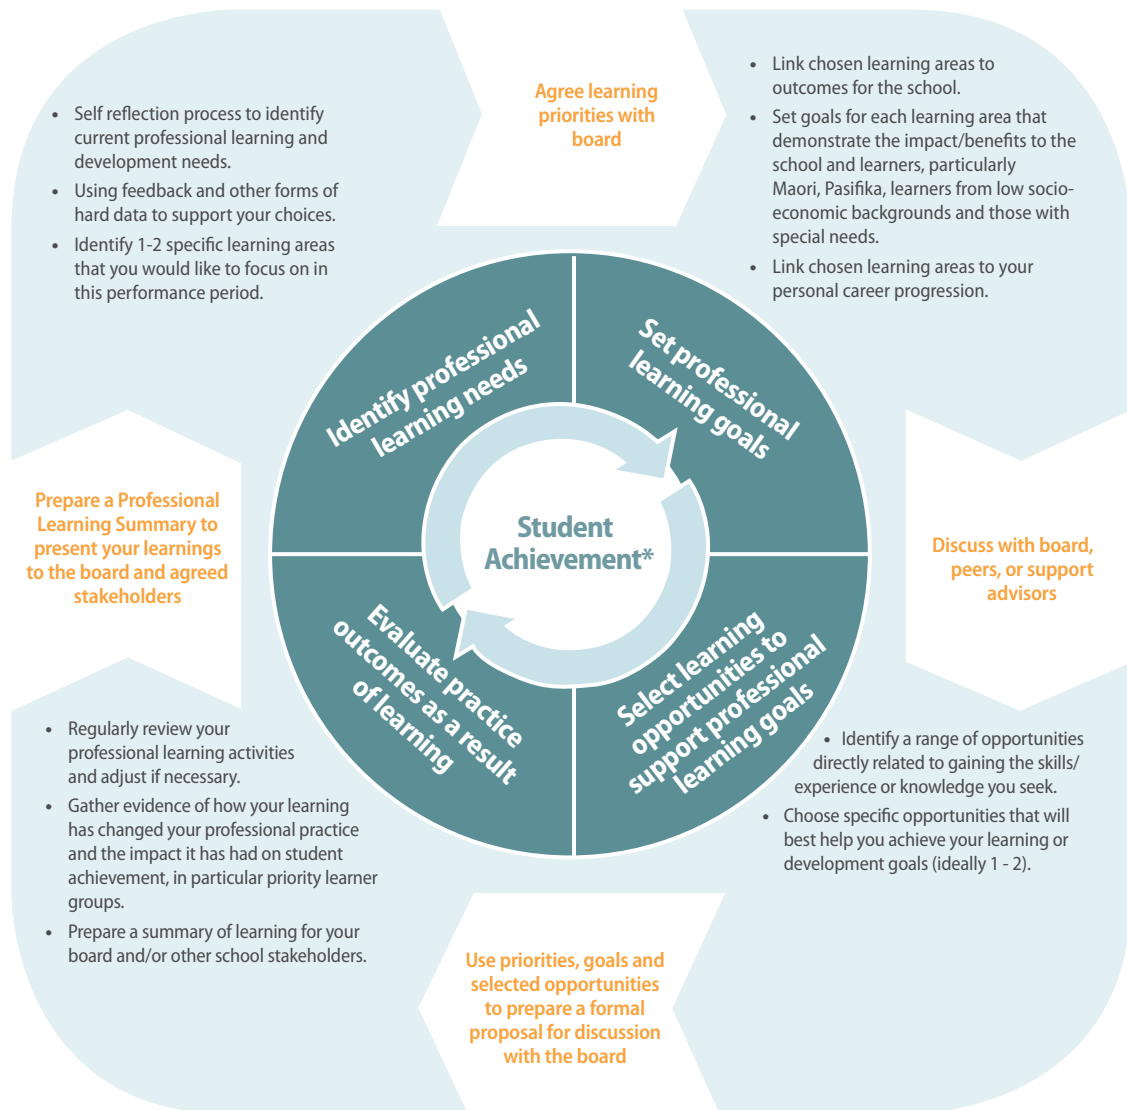 Agree learning
priorities with
board
• Self reflection process to identify
current professional learning and
development needs.
• Using feedback and other forms of
hard data to support your choices.
• Identify 1-2 specific learning areas
that you would like to focus on in
this performance period.
• Link chosen learning areas to
outcomes for the school.
• Set goals for each learning area that
demonstrate the impact/benefits to the
school and learners, particularly
Maori, Pasifika, learners from low socio-
economic backgrounds and those with
special needs.
• Link chosen learning areas to your
personal career progression.
Identify professional
learning needs
Set professional
learning goals
Student
Achievement*
Prepare a Professional
Learning Summary to
present your learnings
to the board and agreed
stakeholders
Discuss with board,
peers, or support
advisors
Evaluate practice
outcomes as a result
of learning
Select learning
opportunities to
support professional
learning goals
• Regularly review your
professional learning activities
and adjust if necessary.
• Gather evidence of how your learning
has changed your professional practice
and the impact it has had on student
achievement, in particular priority learner
groups.
• Prepare a summary of learning for your
board and/or other school stakeholders.
• Identify a range of opportunities
directly related to gaining the skills/
experience or knowledge you seek.
• Choose specific opportunities that will
best help you achieve your learning or
development goals (ideally 1 - 2).
Use priorities, goals and
selected opportunities
to prepare a formal
proposal for discussion
with the board